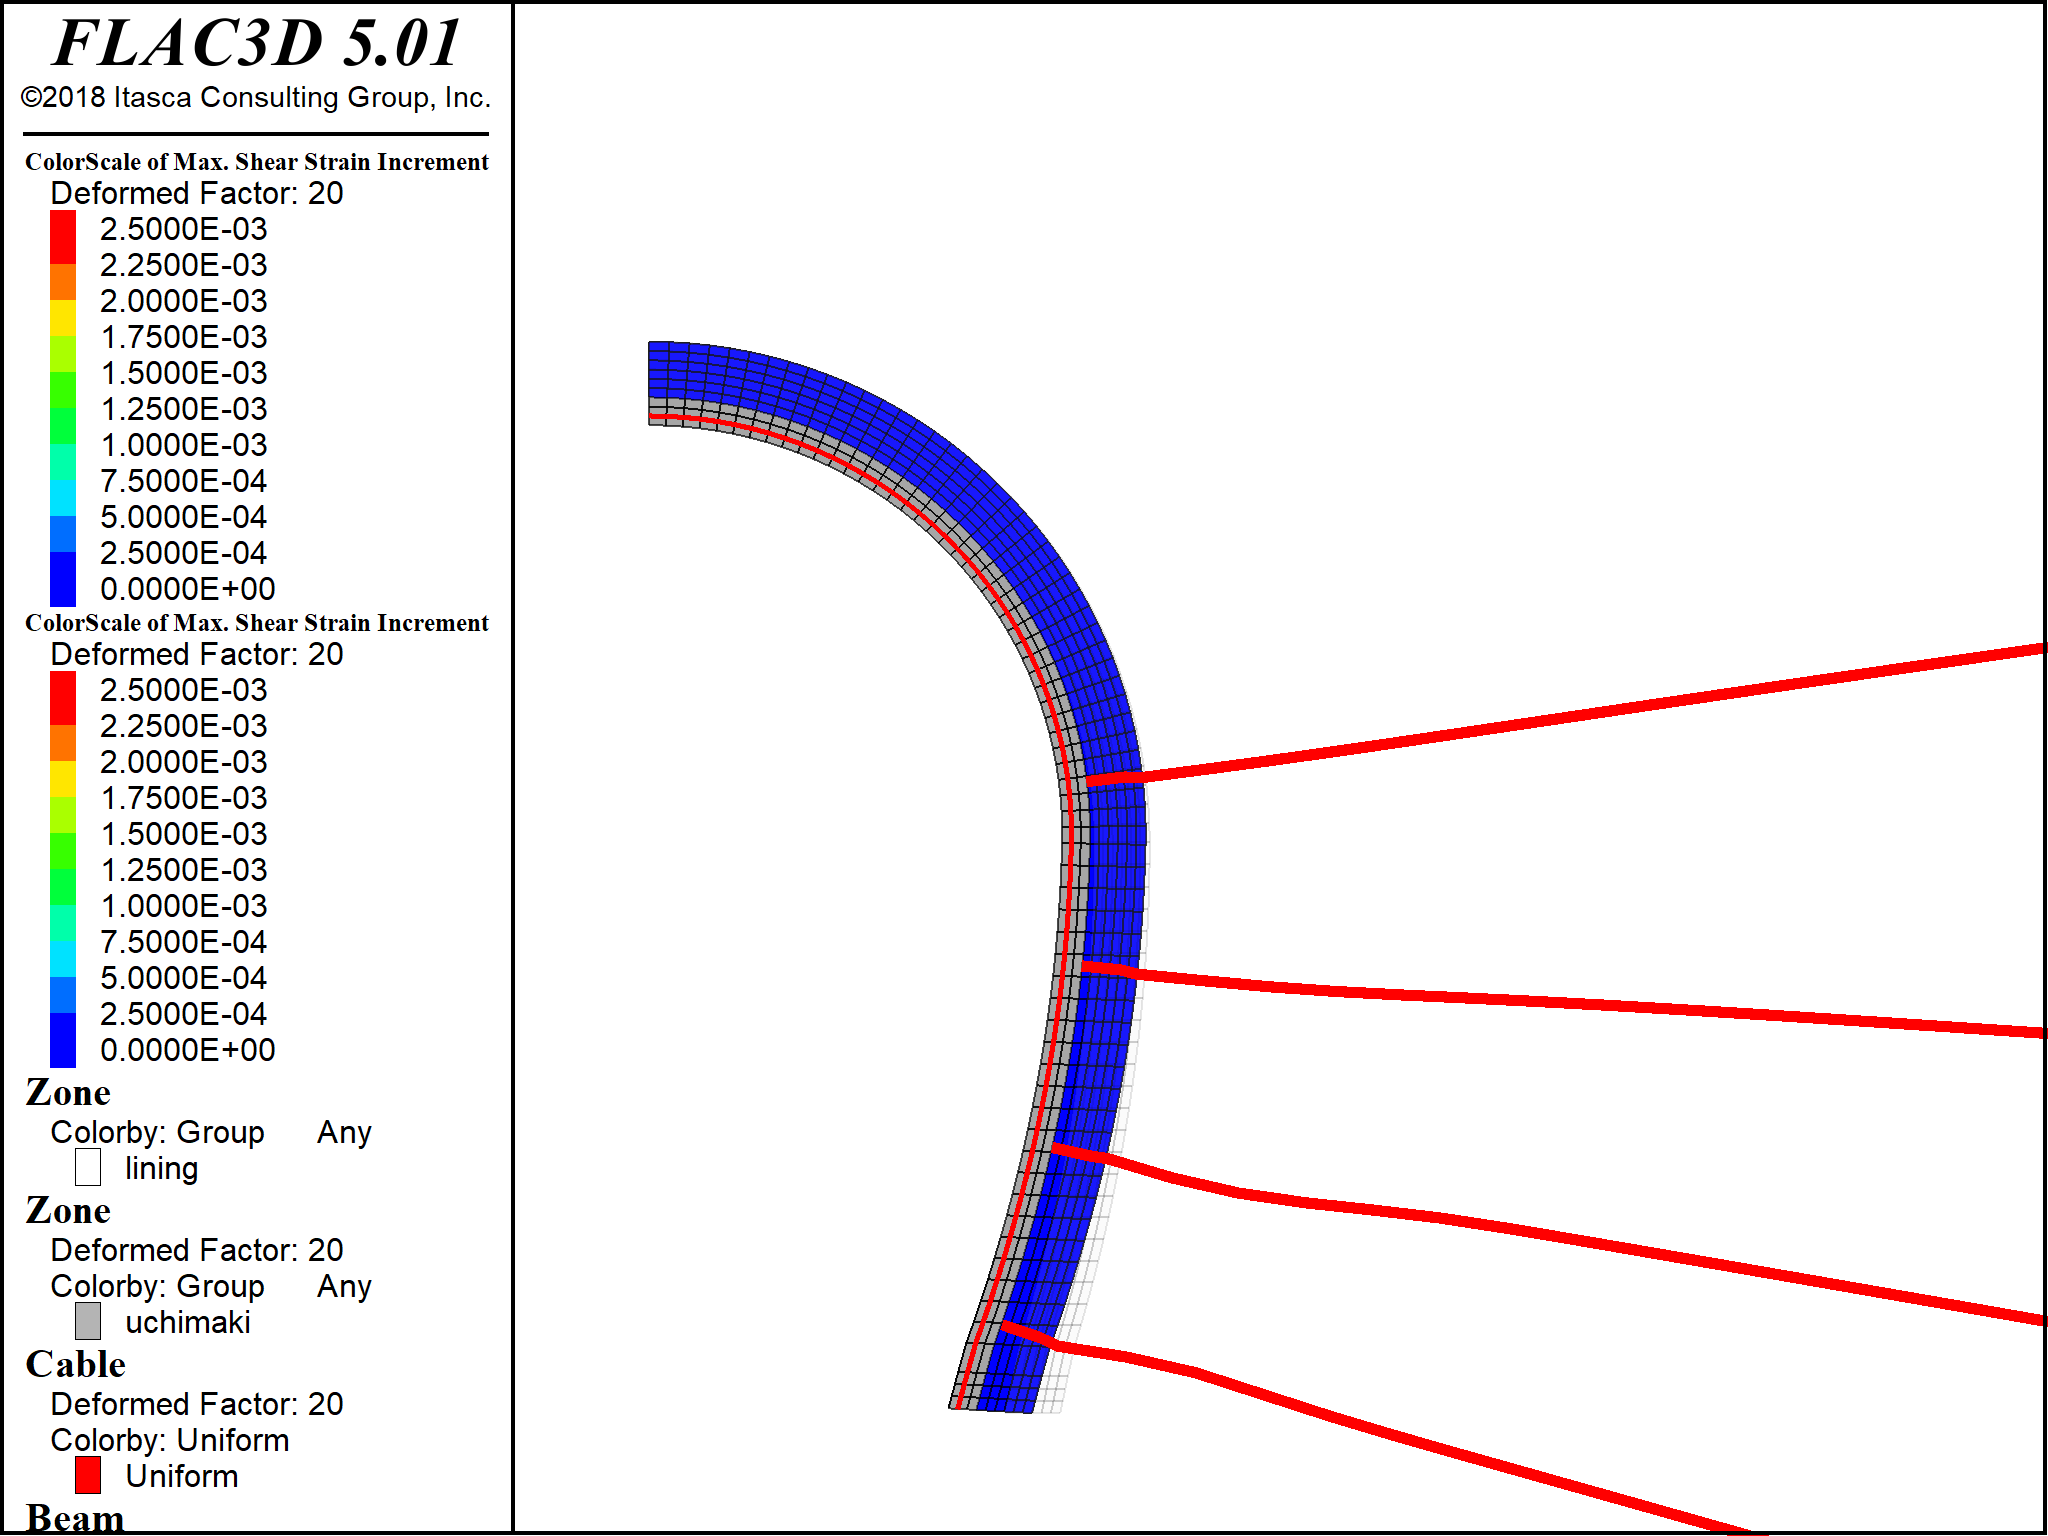 FLAC3D 5.01
©2018 Itasca Consulting Group, Inc.
ColorScale of Max. Shear Strain Increment
Deformed Factor: 20
2.5000E-03
2.2500E-03
2.0000E-03
1.7500E-03
1.5000E-03
1.2500E-03
1.0000E-03
7.5000E-04
5.0000E-04
2.5000E-04
0.0000E+00
ColorScale of Max. Shear Strain Increment
Deformed Factor: 20
2.5000E-03
2.2500E-03
2.0000E-03
1.7500E-03
1.5000E-03
1.2500E-03
1.0000E-03
7.5000E-04
5.0000E-04
2.5000E-04
0.0000E+00
Zone
Colorby: Group Any
lining
Zone
Deformed Factor: 20
Colorby: Group Any
uchimaki
Cable
Deformed Factor: 20
Colorby: Uniform
Uniform
Beam